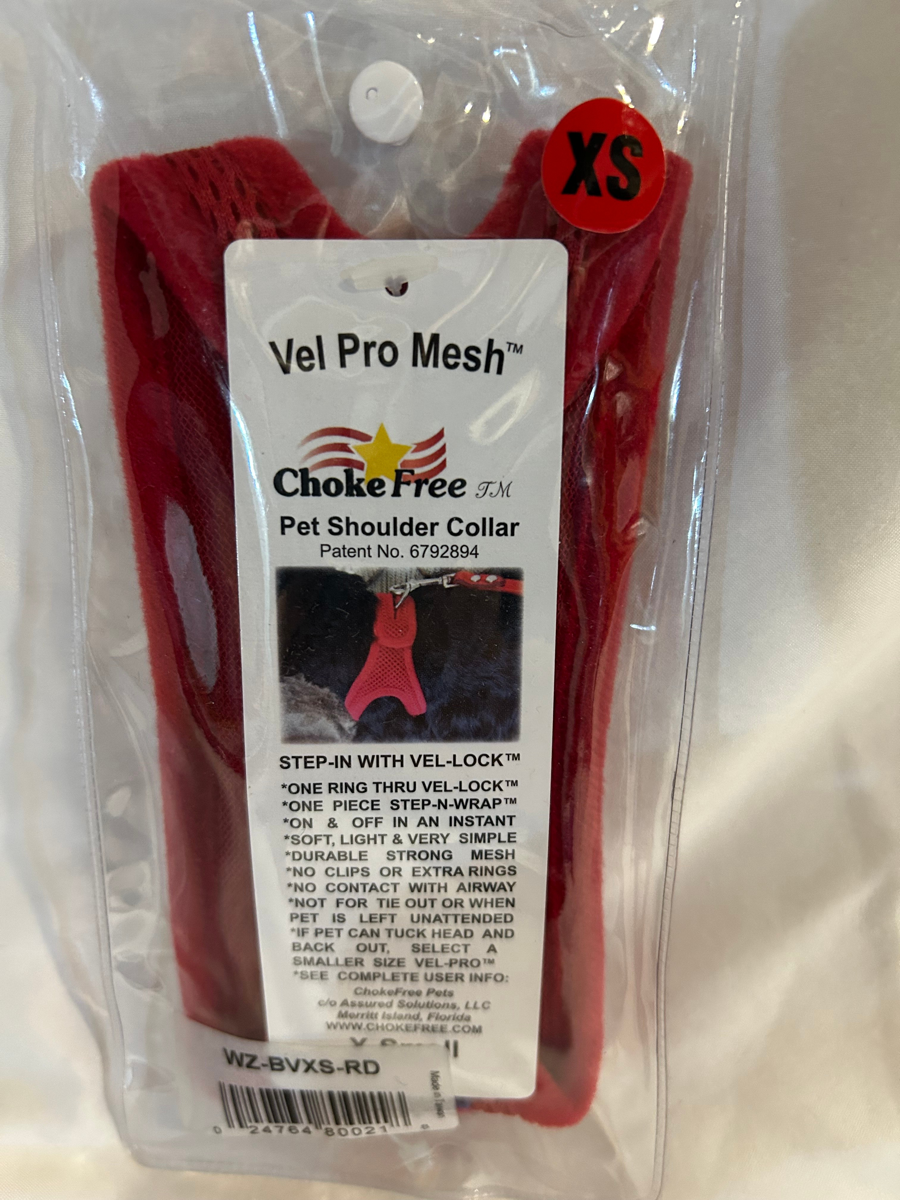 XS
Vel Pro Mesh™
ChokeFree TM
Pet Shoulder Collar
Patent No. 6792894
STEP-IN WITH VEL-LOCK™
*ONE RING THRU VEL-LOCK™
*ONE PIECE STEP-N-WRAP™
*ON & OFF IN AN INSTANT
*SOFT, LIGHT & VERY SIMPLE
*DURABLE STRONG MESH
*NO CLIPS OR EXTRA RINGS
*NO CONTACT WITH AIRWAY
*NOT FOR TIE OUT OR WHEN
PET IS LEFT UNATTENDED
*IF PET CAN TUCK HEAD AND
BACK OUT, SELECT A
SMALLER SIZE VEL-PRO™
*SEE COMPLETE USER INFO:
ChokeFree Pets
c/o Assured Solutions, LLC
Merritt Island, Florida
WWW.CHOKEFREE.COM
X-Small
WZ-BVXS-RD
Made in Taiwan
0 24764 80021